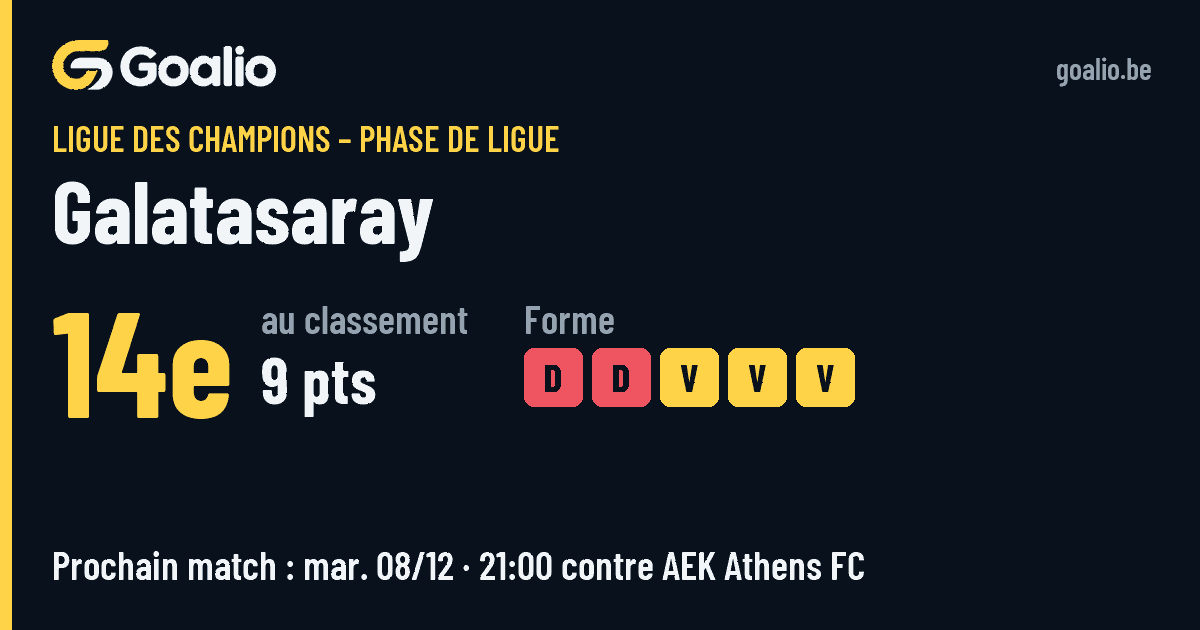 Goalio
goalio.be
LIGUE DES CHAMPIONS – PHASE DE LIGUE
Galatasaray
14e
au classement
9 pts
Forme
D D V V V
Prochain match : mar. 08/12 · 21:00 contre AEK Athens FC